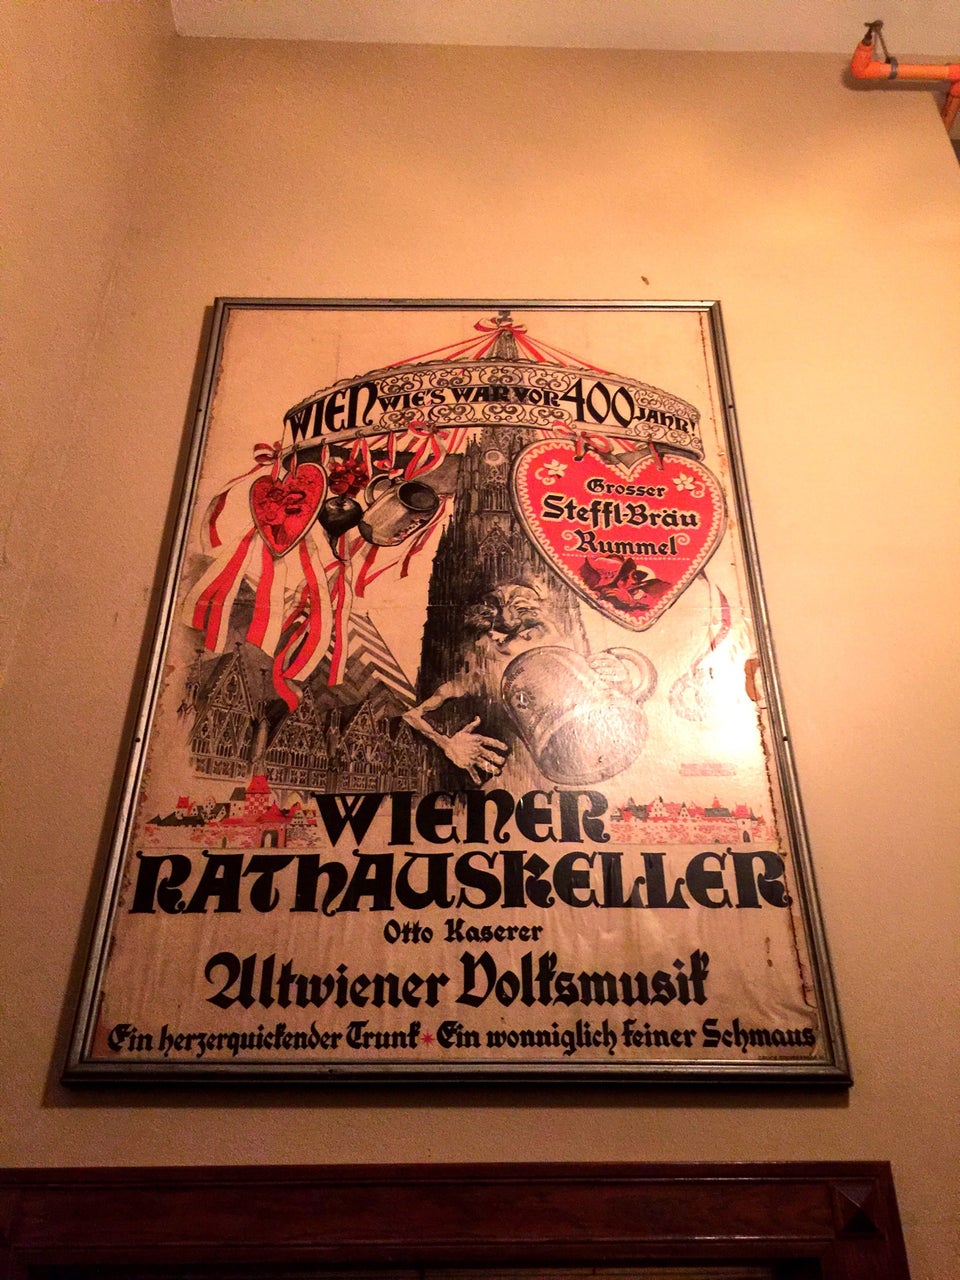 WIEN WIE'S WAR VOR 400 JAHR!
Grosser
Steffl-Bräu
Rummel
WIENER
RATHAUSKELLER
Otto Kaserer
Altwiener Volksmusik
Ein herzerquickender Trunk * Ein wonniglich feiner Schmaus